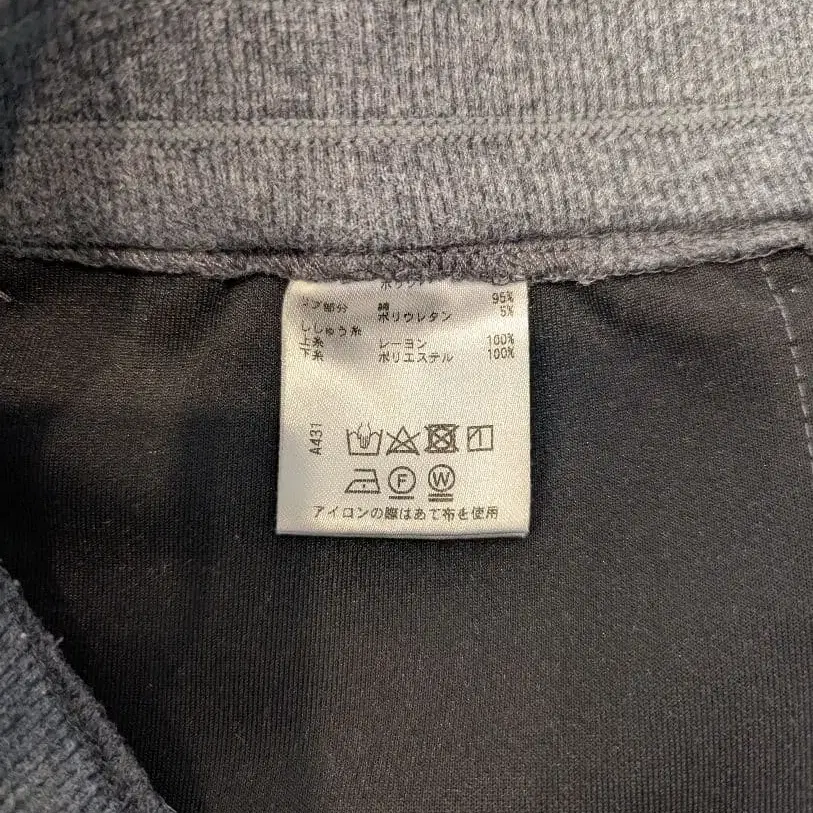 95%
リブ部分 綿
ポリウレタン 5%
ししゅう糸
上糸 レーヨン 100%
下糸 ポリエステル 100%
A431
F W
アイロンの際はあて布を使用